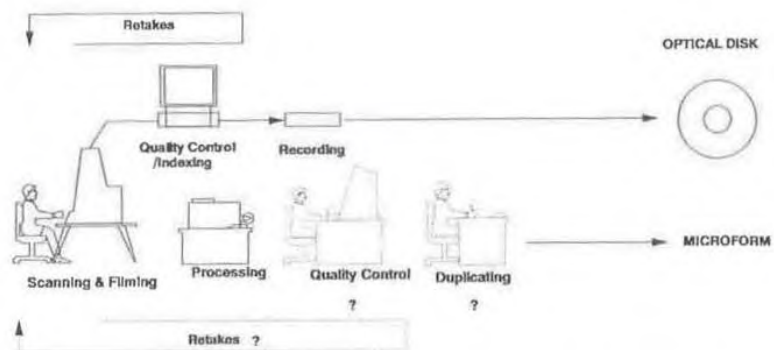 Retakes
OPTICAL DISK
Quality Control
/Indexing
Recording
Scanning & Filming
Processing
Quality Control
Duplicating
MICROFORM
?
?
Retakes ?